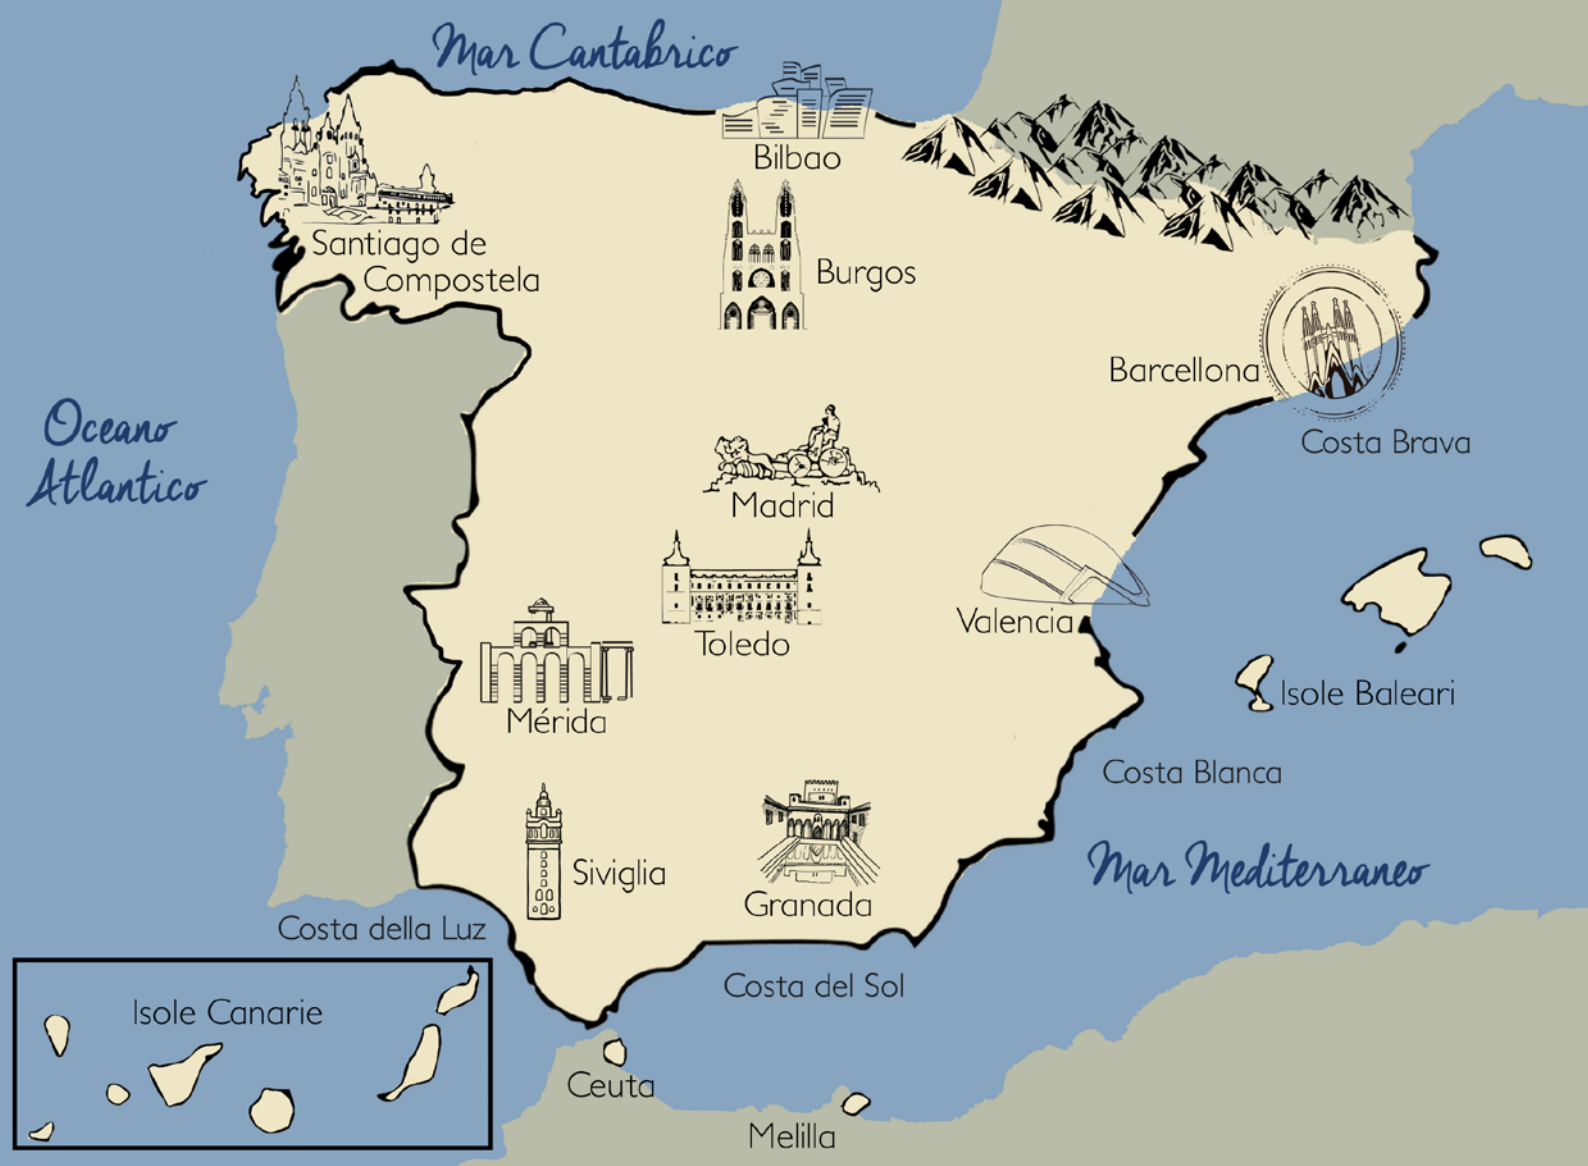 Mar Cantabrico
Bilbao
Santiago de
Compostela
Burgos
Barcellona
Oceano
Atlantico
Costa Brava
Madrid
Valencia
Toledo
Isole Baleari
Mérida
Costa Blanca
Mar Mediterraneo
Siviglia
Granada
Costa della Luz
Costa del Sol
Isole Canarie
Ceuta
Melilla